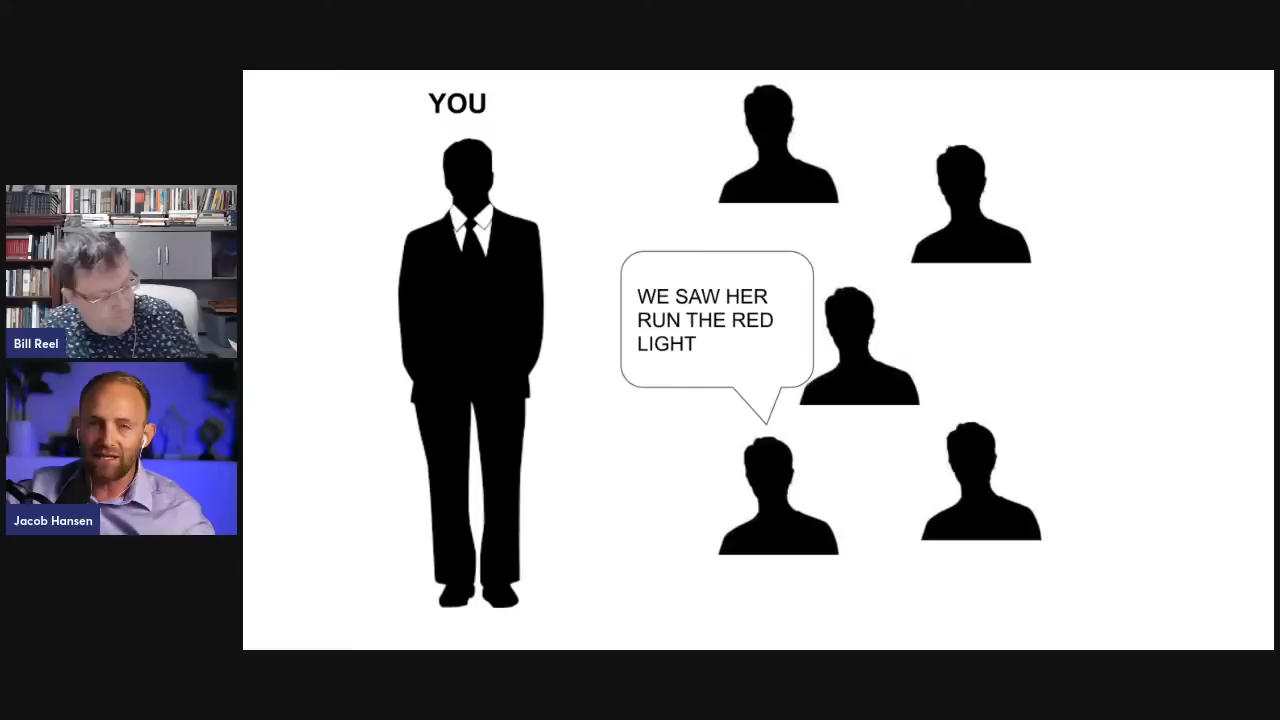 YOU
WE SAW HER
RUN THE RED
LIGHT
Bill Reel
Jacob Hansen